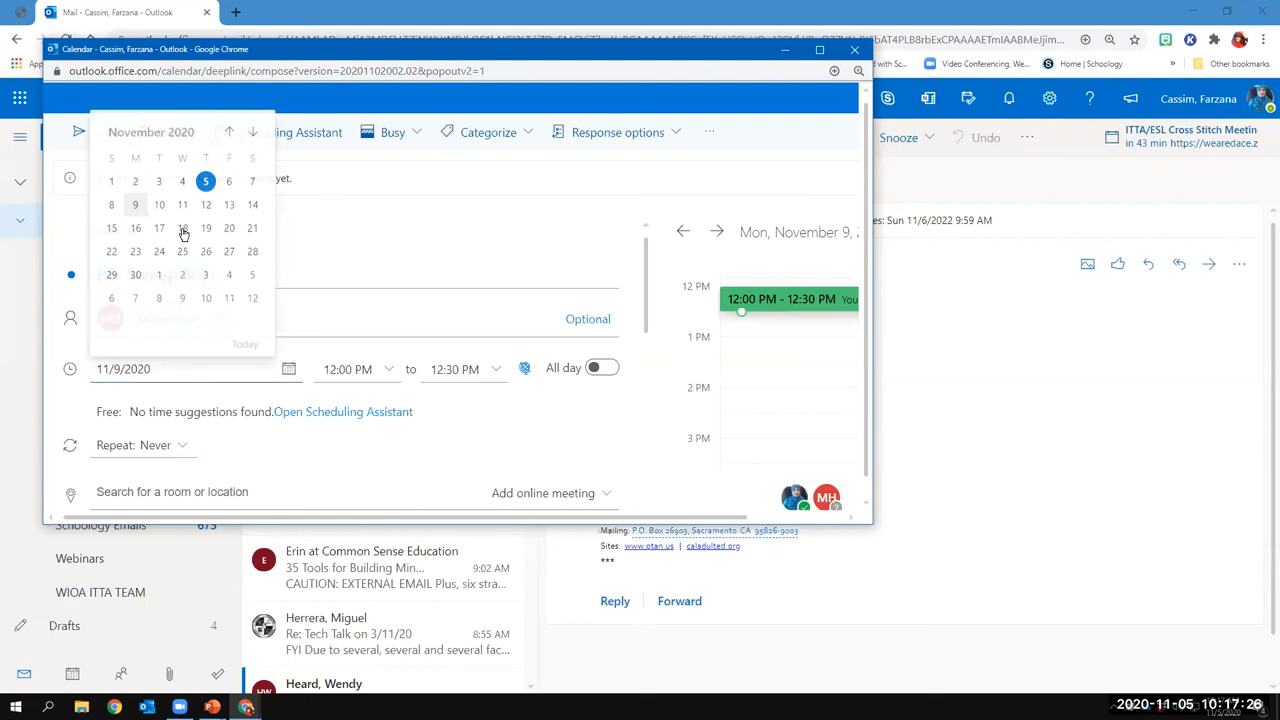 Mail - Cassim, Farzana - Outlook
Calendar - Cassim, Farzana - Outlook - Google Chrome
outlook.office.com/calendar/deeplink/compose?version=20201102002.02&popoutv2=1
Video Conferencing, We...
Home | Schoology
»
Other bookmarks
Cassim, Farzana
November 2020
Assistant
Busy
Categorize
Response options
...
Snooze
Undo
...
ITTA/ESL Cross Stitch Meetin
in 43 min https://wearedace.z
S M T W T F S
1 2 3 4 5 6 7
8 9 10 11 12 13 14
15 16 17 18 19 20 21
22 23 24 25 26 27 28
29 30 1 2 3 4 5
6 7 8 9 10 11 12
Today
yet.
Sun 11/6/2022 9:59 AM
Mon, November 9, 2
12 PM
12:00 PM - 12:30 PM You
1 PM
2 PM
3 PM
Optional
11/9/2020
12:00 PM
to
12:30 PM
All day
Free: No time suggestions found.Open Scheduling Assistant
Repeat: Never
Search for a room or location
Add online meeting
MH
Schoology Emails 675
Webinars
WIOA ITTA TEAM
Drafts 4
E
Erin at Common Sense Education
35 Tools for Building Min... 9:02 AM
CAUTION: EXTERNAL EMAIL Plus, six stra...
Herrera, Miguel
Re: Tech Talk on 3/11/20 8:55 AM
FYI Due to several, several and several fac...
HW
Heard, Wendy
Mailing: P.O. Box 26903, Sacramento CA 95826-9003
Sites: www.otan.us | caladulted.org
***
Reply
Forward
2020-11-05 10:17:26